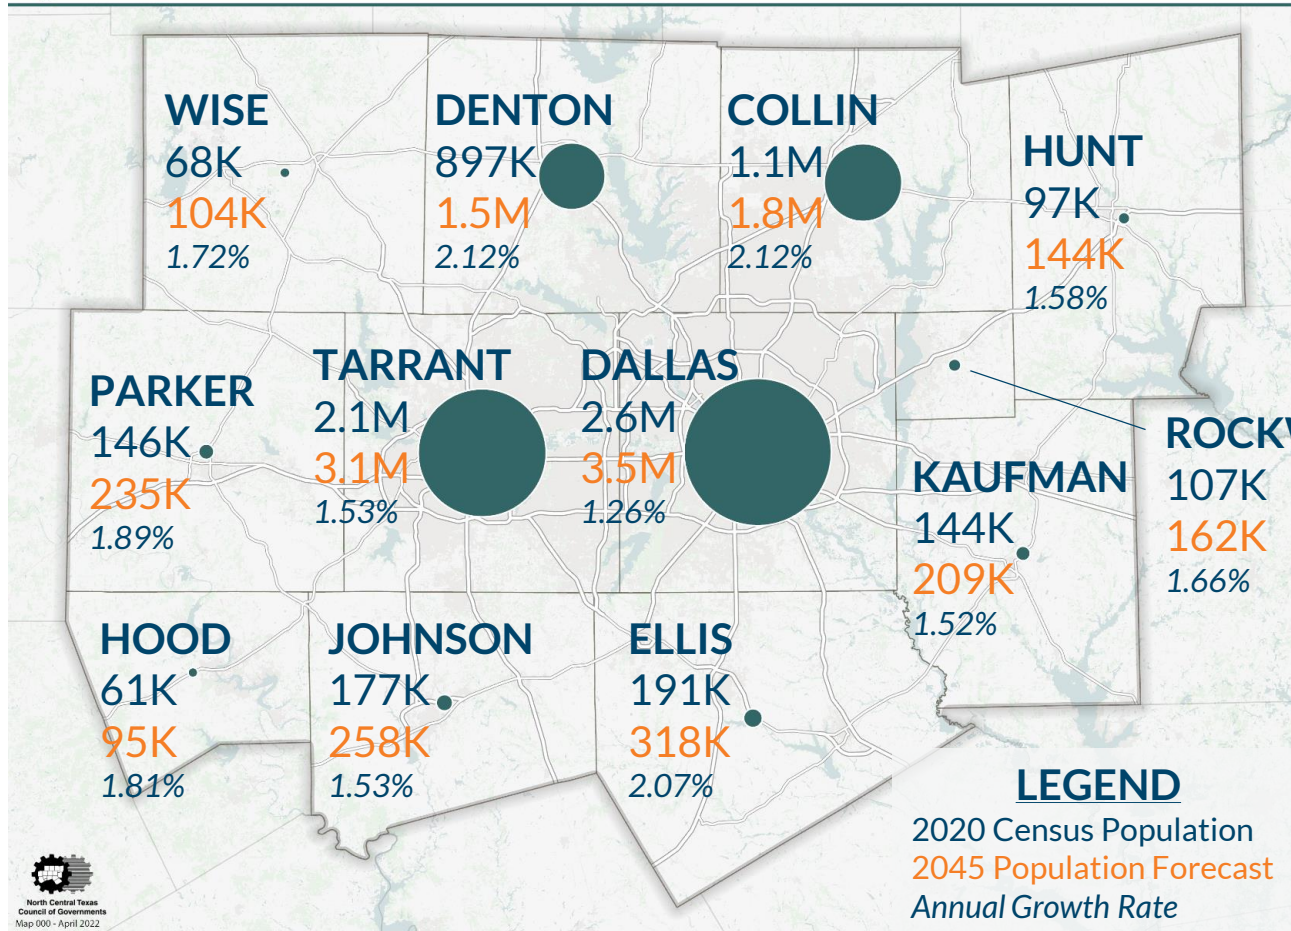 WISE
68K
104K
1.72%
DENTON
897K
1.5M
2.12%
COLLIN
1.1M
1.8M
2.12%
HUNT
97K
144K
1.58%
PARKER
146K
235K
1.89%
TARRANT
2.1M
3.1M
1.53%
DALLAS
2.6M
3.5M
1.26%
KAUFMAN
144K
209K
1.52%
ROCK
107K
162K
1.66%
HOOD
61K
95K
1.81%
JOHNSON
177K
258K
1.53%
ELLIS
191K
318K
2.07%
LEGEND
2020 Census Population
2045 Population Forecast
Annual Growth Rate
North Central Texas
Council of Governments
Map 000 - April 2022